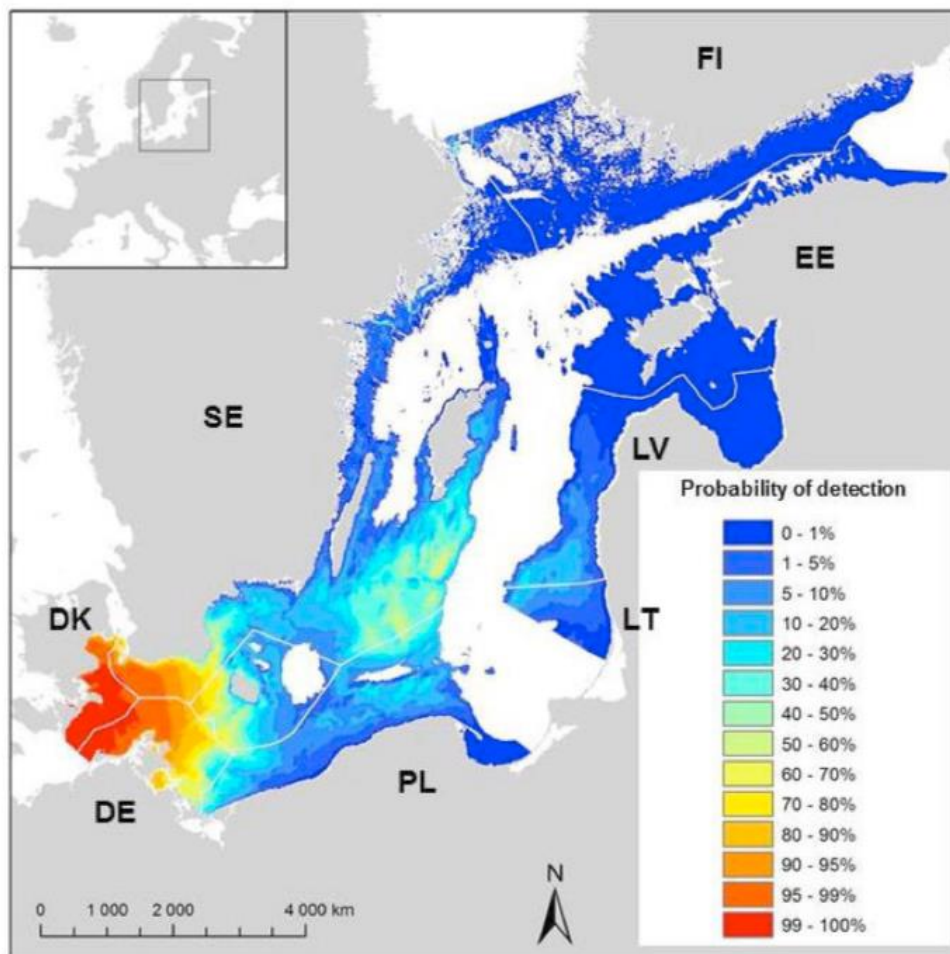 FI
EE
SE
LV
DK
LT
PL
DE
Probability of detection
0 - 1%
1 - 5%
5 - 10%
10 - 20%
20 - 30%
30 - 40%
40 - 50%
50 - 60%
60 - 70%
70 - 80%
80 - 90%
90 - 95%
95 - 99%
99 - 100%
N
0 1 000 2 000 4 000 km